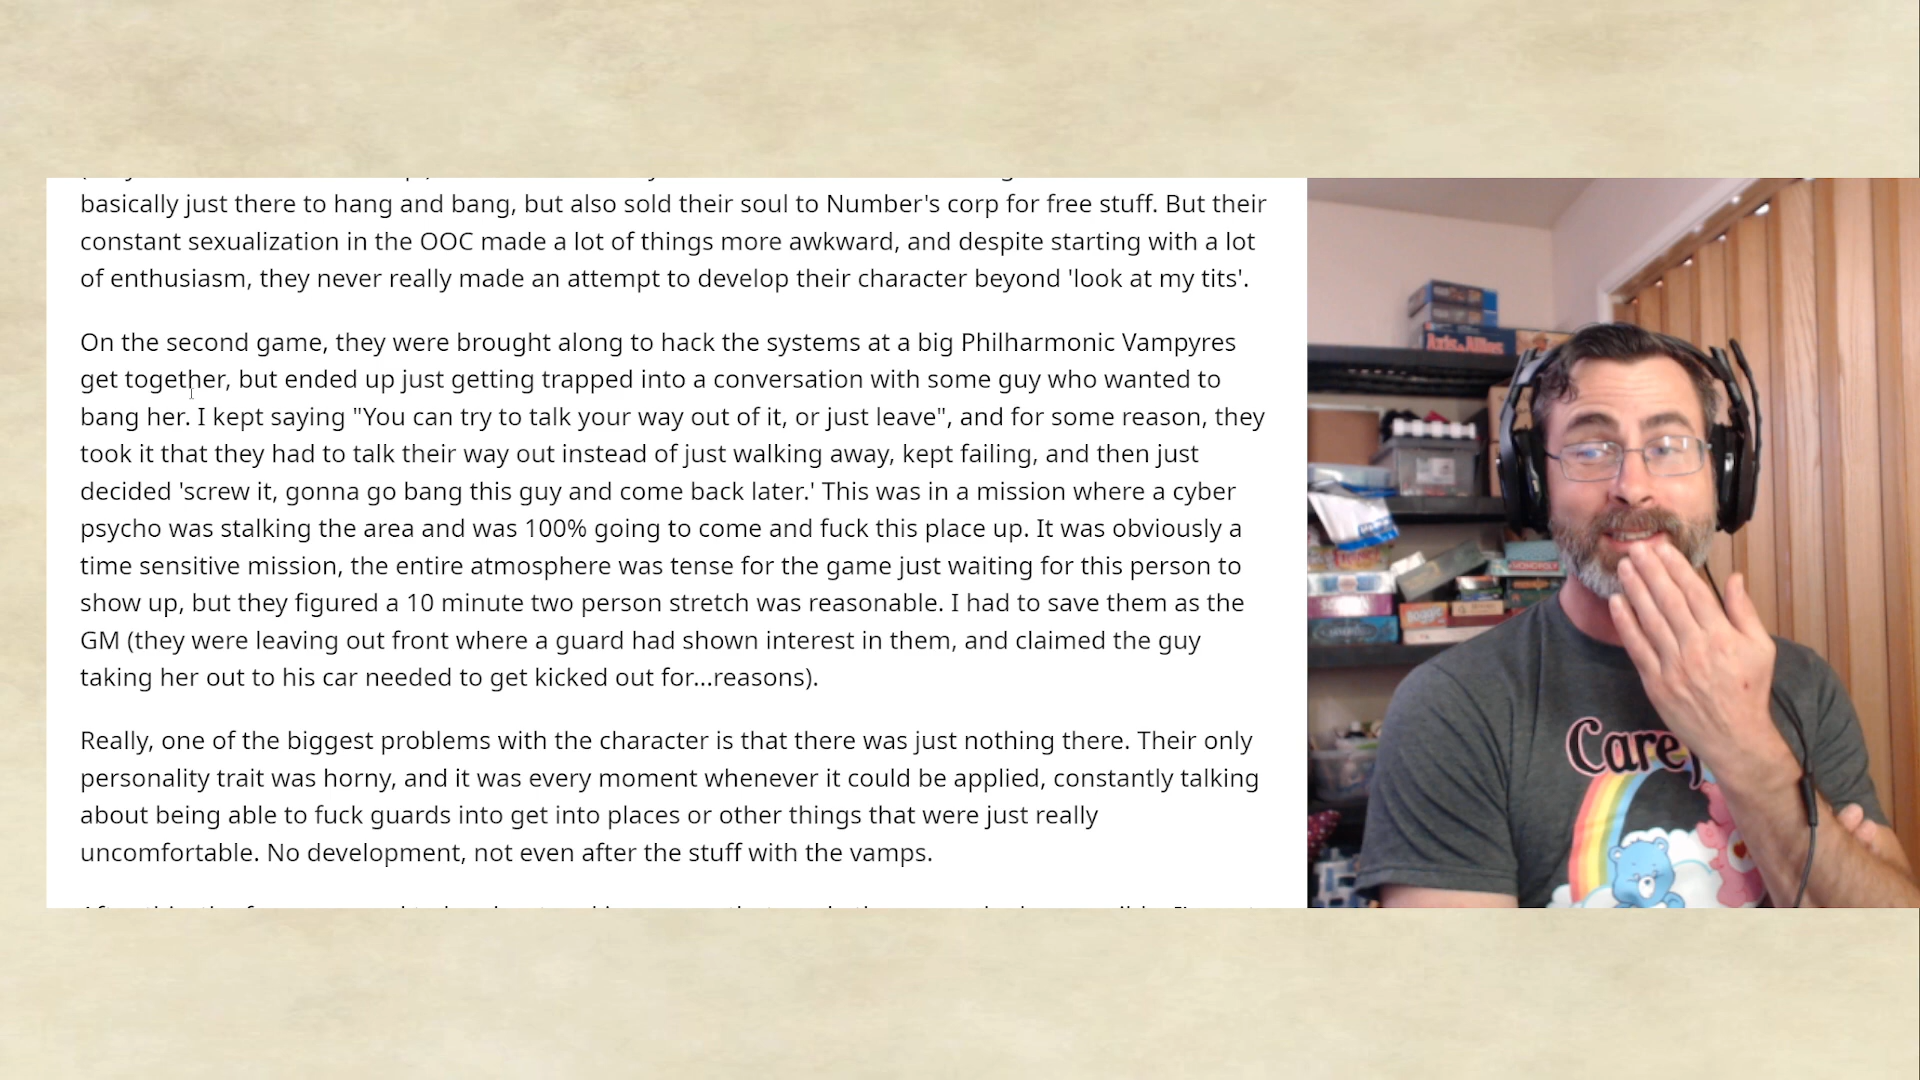 basically just there to hang and bang, but also sold their soul to Number's corp for free stuff. But their
constant sexualization in the OOC made a lot of things more awkward, and despite starting with a lot
of enthusiasm, they never really made an attempt to develop their character beyond 'look at my tits'.
On the second game, they were brought along to hack the systems at a big Philharmonic Vampyres
get together, but ended up just getting trapped into a conversation with some guy who wanted to
bang her. I kept saying "You can try to talk your way out of it, or just leave", and for some reason, they
took it that they had to talk their way out instead of just walking away, kept failing, and then just
decided 'screw it, gonna go bang this guy and come back later.' This was in a mission where a cyber
psycho was stalking the area and was 100% going to come and fuck this place up. It was obviously a
time sensitive mission, the entire atmosphere was tense for the game just waiting for this person to
show up, but they figured a 10 minute two person stretch was reasonable. I had to save them as the
GM (they were leaving out front where a guard had shown interest in them, and claimed the guy
taking her out to his car needed to get kicked out for...reasons).
Really, one of the biggest problems with the character is that there was just nothing there. Their only
personality trait was horny, and it was every moment whenever it could be applied, constantly talking
about being able to fuck guards into get into places or other things that were just really
uncomfortable. No development, not even after the stuff with the vamps.
Axis & Allies
MONOPOLY
Care